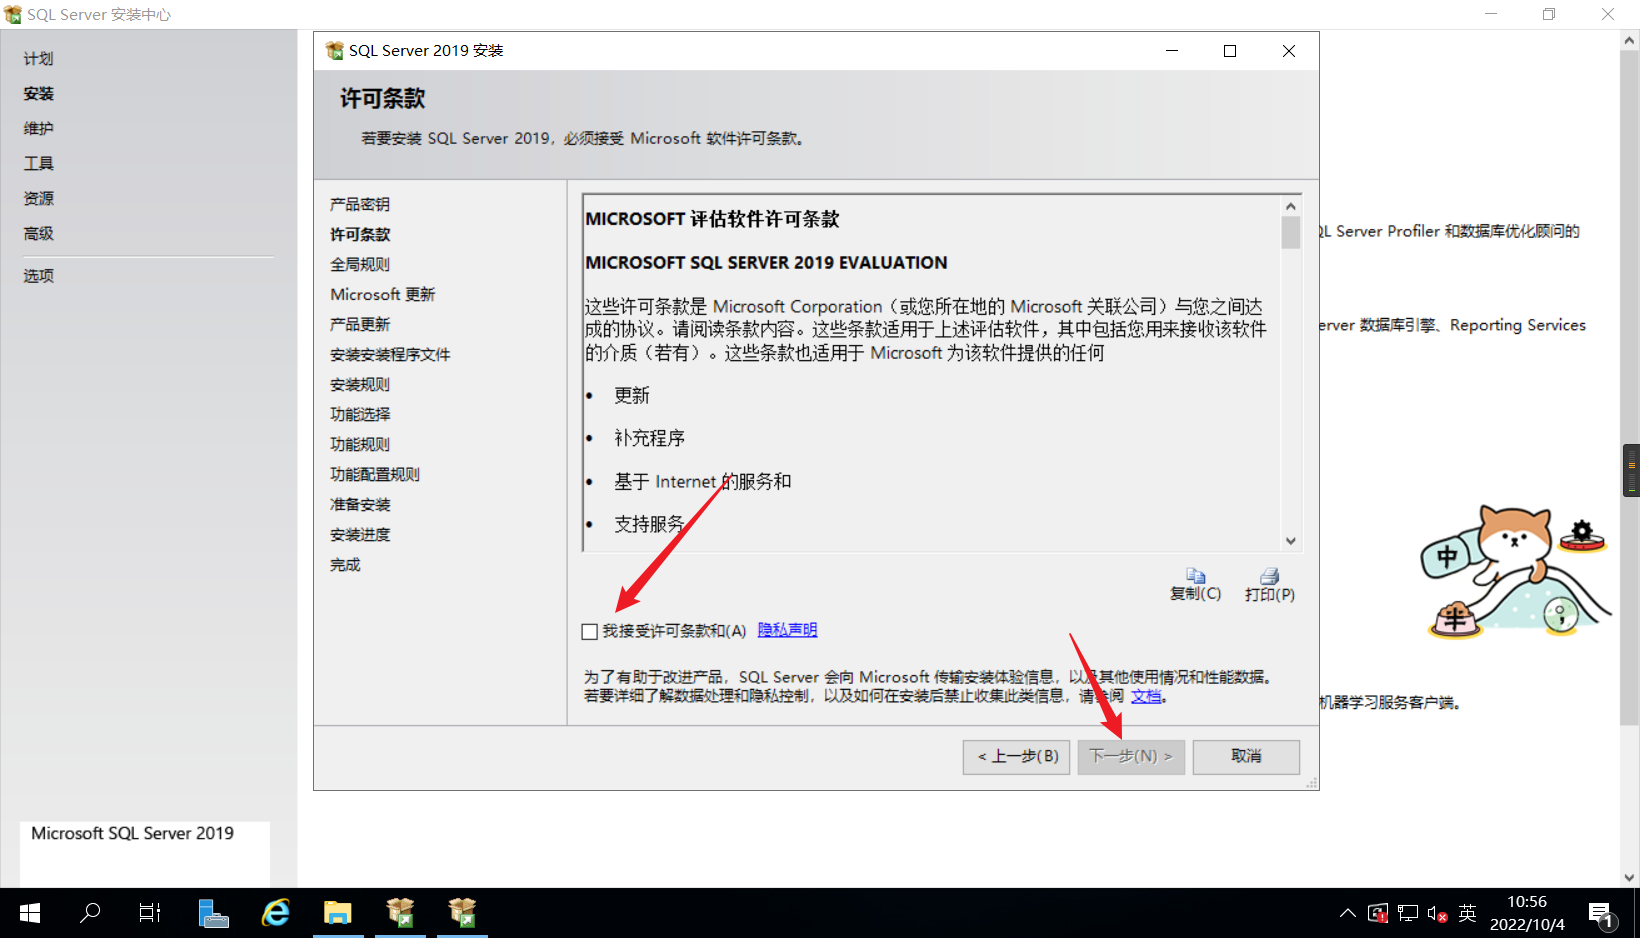 SQL Server 安装中心
计划
安装
维护
工具
资源
高级
选项
Microsoft SQL Server 2019
SQL Server 2019 安装
许可条款
若要安装 SQL Server 2019，必须接受 Microsoft 软件许可条款。
产品密钥
许可条款
全局规则
Microsoft 更新
产品更新
安装安装程序文件
安装规则
功能选择
功能规则
功能配置规则
准备安装
安装进度
完成
MICROSOFT 评估软件许可条款
MICROSOFT SQL SERVER 2019 EVALUATION
这些许可条款是 Microsoft Corporation（或您所在地的 Microsoft 关联公司）与您之间达
成的协议。请阅读条款内容。这些条款适用于上述评估软件，其中包括您用来接收该软件
的介质（若有）。这些条款也适用于 Microsoft 为该软件提供的任何
• 更新
• 补充程序
• 基于 Internet 的服务和
• 支持服务
复制(C) 打印(P)
我接受许可条款和(A) 隐私声明
为了有助于改进产品，SQL Server 会向 Microsoft 传输安装体验信息，以及其他使用情况和性能数据。
若要详细了解数据处理和隐私控制，以及如何在安装后禁止收集此类信息，请参阅 文档。
< 上一步(B) 下一步(N) > 取消
QL Server Profiler 和数据库优化顾问的
erver 数据库引擎、Reporting Services
机器学习服务客户端。
中
半
英
10:56
2022/10/4
1